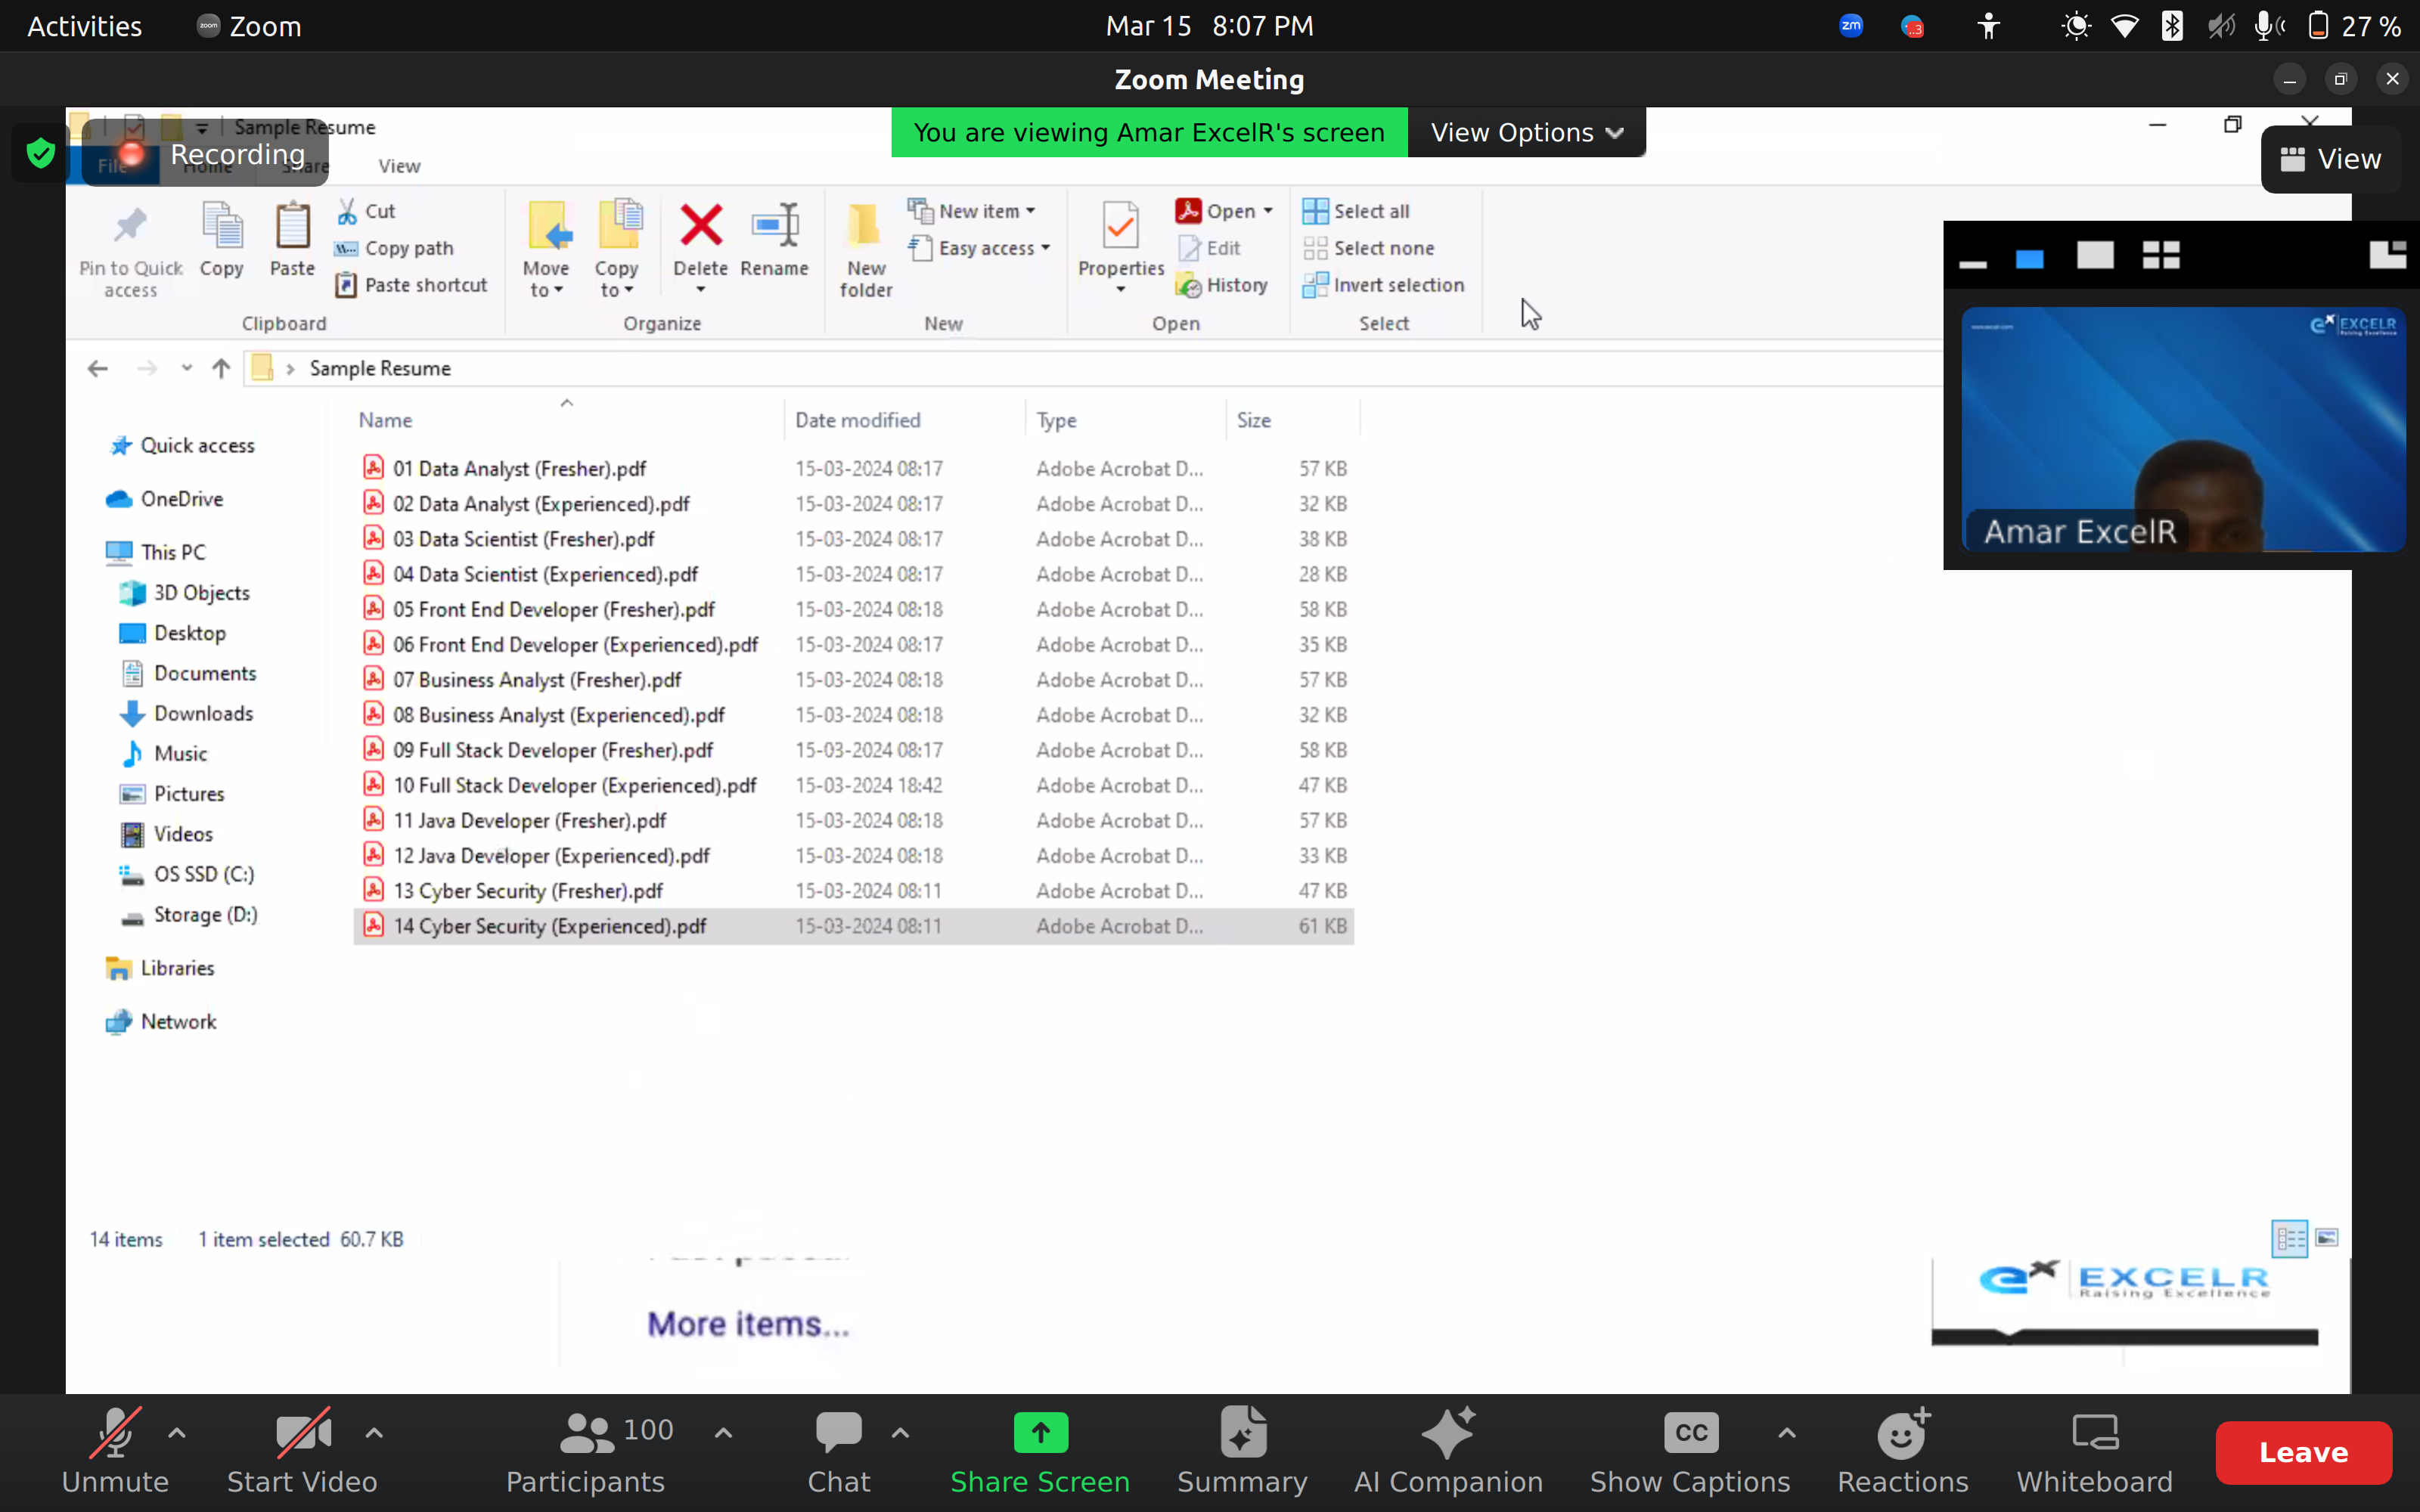 Activities
zoom Zoom
Mar 15 8:07 PM
zm
27 %
Zoom Meeting
Sample Resume
You are viewing Amar ExcelR's screen
View Options
Recording
File Home Share View
View
Pin to Quick access
Copy
Paste
Cut
Copy path
Paste shortcut
Clipboard
Move to
Copy to
Delete
Rename
Organize
New folder
New item
Easy access
New
Properties
Open
Edit
History
Open
Select all
Select none
Invert selection
Select
Sample Resume
EXCELR
Raising Excellence
Amar ExcelR
Quick access
OneDrive
This PC
3D Objects
Desktop
Documents
Downloads
Music
Pictures
Videos
OS SSD (C:)
Storage (D:)
Libraries
Network
Name Date modified Type Size
01 Data Analyst (Fresher).pdf 15-03-2024 08:17 Adobe Acrobat D... 57 KB
02 Data Analyst (Experienced).pdf 15-03-2024 08:17 Adobe Acrobat D... 32 KB
03 Data Scientist (Fresher).pdf 15-03-2024 08:17 Adobe Acrobat D... 38 KB
04 Data Scientist (Experienced).pdf 15-03-2024 08:17 Adobe Acrobat D... 28 KB
05 Front End Developer (Fresher).pdf 15-03-2024 08:18 Adobe Acrobat D... 58 KB
06 Front End Developer (Experienced).pdf 15-03-2024 08:17 Adobe Acrobat D... 35 KB
07 Business Analyst (Fresher).pdf 15-03-2024 08:18 Adobe Acrobat D... 57 KB
08 Business Analyst (Experienced).pdf 15-03-2024 08:18 Adobe Acrobat D... 32 KB
09 Full Stack Developer (Fresher).pdf 15-03-2024 08:17 Adobe Acrobat D... 58 KB
10 Full Stack Developer (Experienced).pdf 15-03-2024 18:42 Adobe Acrobat D... 47 KB
11 Java Developer (Fresher).pdf 15-03-2024 08:18 Adobe Acrobat D... 57 KB
12 Java Developer (Experienced).pdf 15-03-2024 08:18 Adobe Acrobat D... 33 KB
13 Cyber Security (Fresher).pdf 15-03-2024 08:11 Adobe Acrobat D... 47 KB
14 Cyber Security (Experienced).pdf 15-03-2024 08:11 Adobe Acrobat D... 61 KB
14 items 1 item selected 60.7 KB
More items...
EXCELR
Raising Excellence
Unmute
Start Video
100
Participants
Chat
Share Screen
Summary
AI Companion
CC
Show Captions
Reactions
Whiteboard
Leave